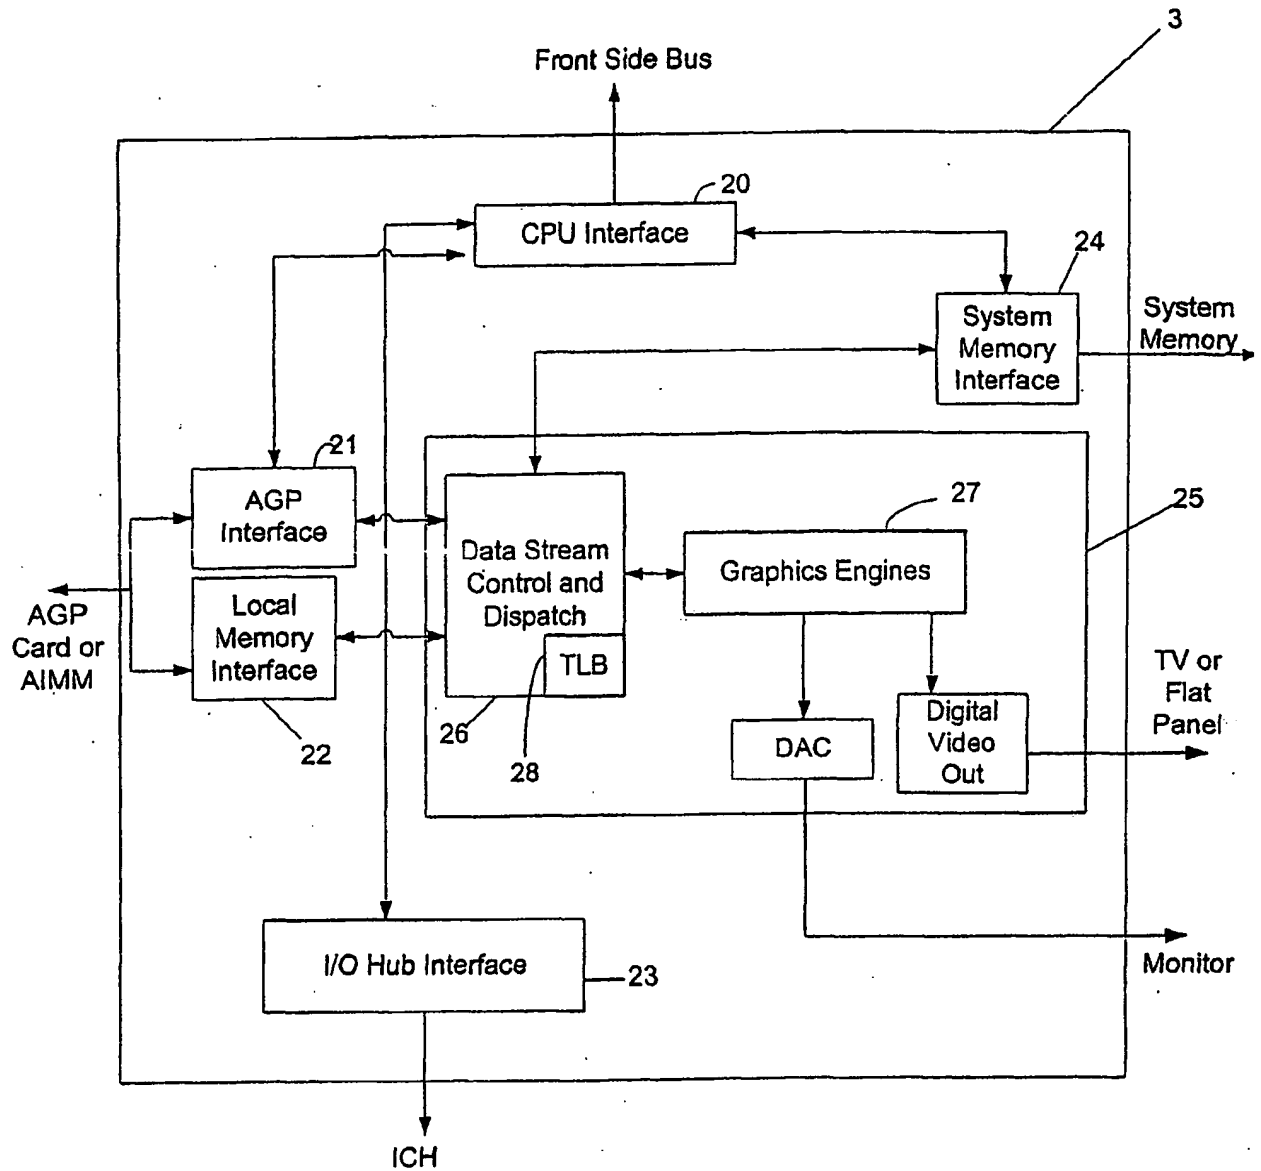 3
Front Side Bus
20
CPU Interface
24
System
Memory
Interface
System
Memory
21
AGP
Interface
27
25
Data Stream
Control and
Dispatch
Graphics Engines
AGP
Card or
AIMM
Local
Memory
Interface
TLB
TV or
Flat
Panel
26
28
22
DAC
Digital
Video
Out
I/O Hub Interface
23
Monitor
ICH